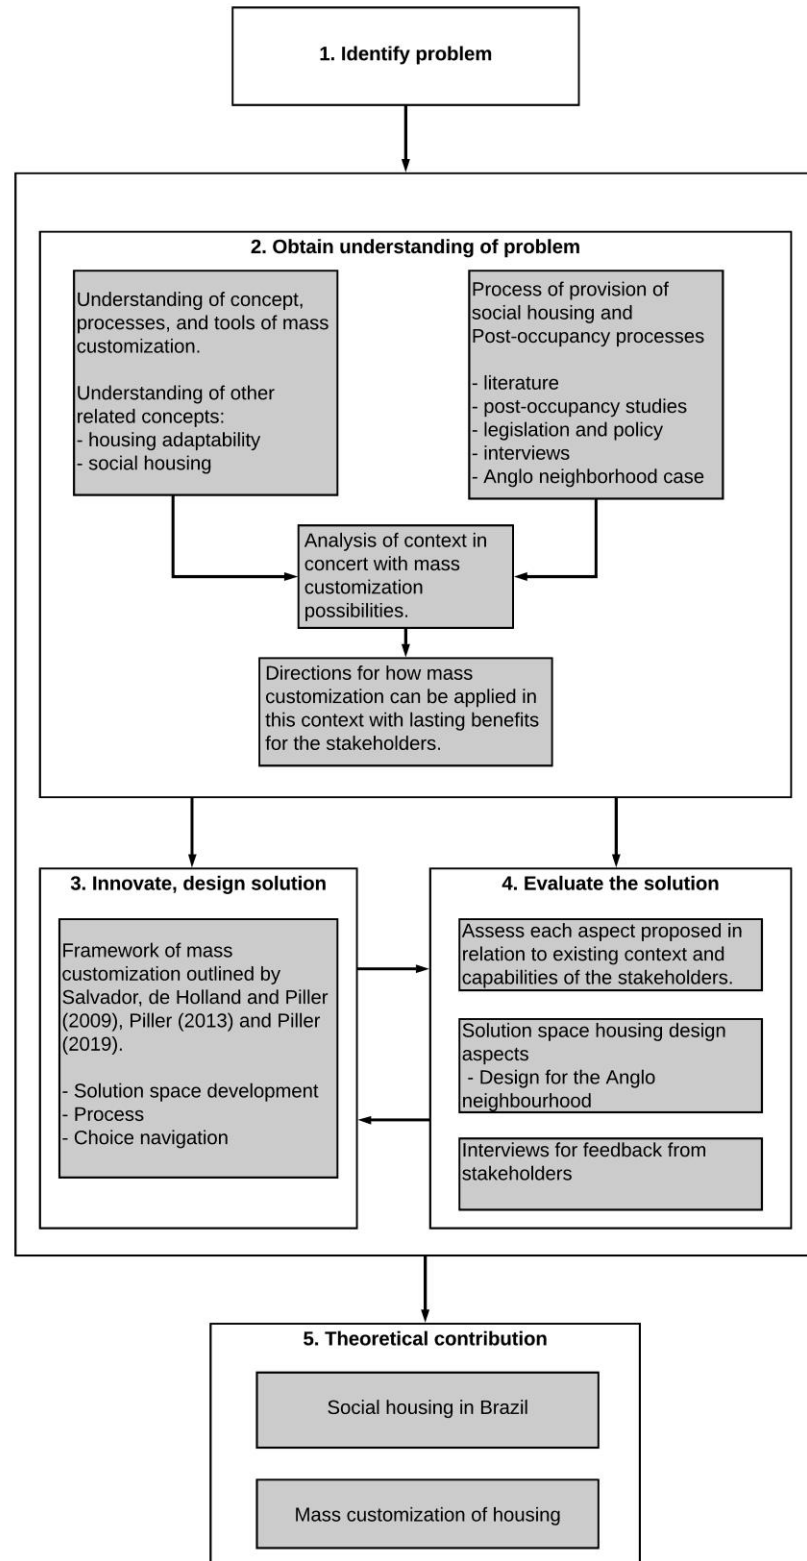 1. Identify problem
2. Obtain understanding of problem
Understanding of concept,
processes, and tools of mass
customization.
Understanding of other
related concepts:
- housing adaptability
- social housing
Process of provision of
social housing and
Post-occupancy processes
- literature
- post-occupancy studies
- legislation and policy
- interviews
- Anglo neighborhood case
Analysis of context in
concert with mass
customization
possibilities.
Directions for how mass
customization can be applied in
this context with lasting benefits
for the stakeholders.
3. Innovate, design solution
Framework of mass
customization outlined by
Salvador, de Holland and Piller
(2009), Piller (2013) and Piller
(2019).
- Solution space development
- Process
- Choice navigation
4. Evaluate the solution
Assess each aspect proposed in
relation to existing context and
capabilities of the stakeholders.
Solution space housing design
aspects
- Design for the Anglo
neighbourhood
Interviews for feedback from
stakeholders
5. Theoretical contribution
Social housing in Brazil
Mass customization of housing